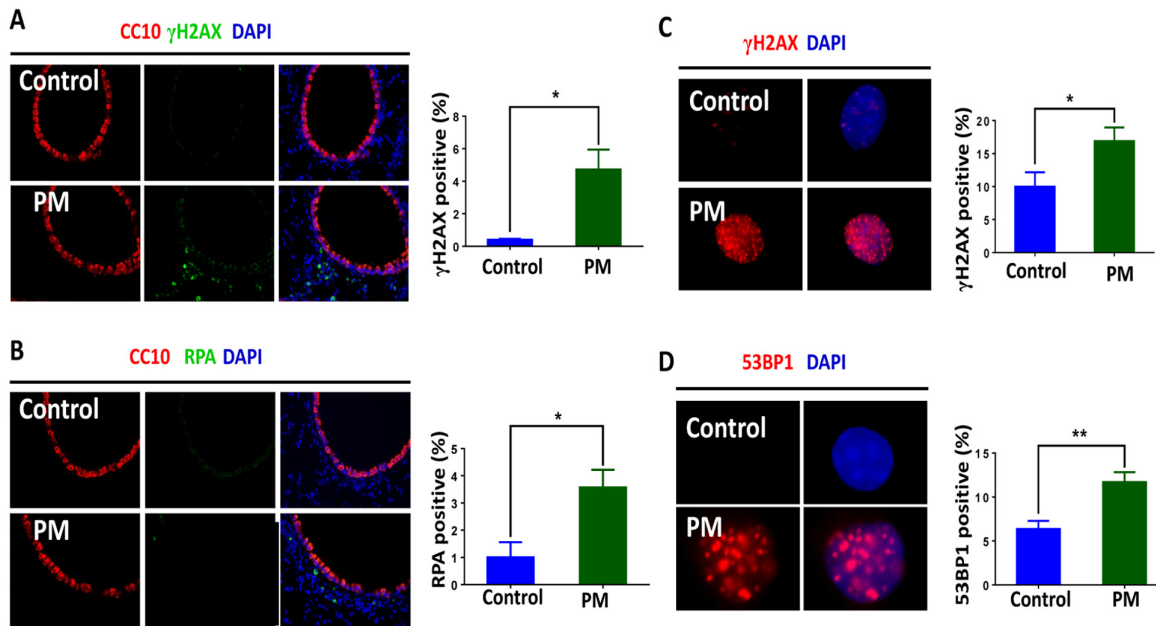 A
CC10 γH2AX DAPI
Control
PM
γH2AX positive (%)
8
6
4
2
0
*
Control PM
B
CC10 RPA DAPI
Control
PM
RPA positive (%)
5
4
3
2
1
0
*
Control PM
C
γH2AX DAPI
Control
PM
γH2AX positive (%)
20
15
10
5
0
*
Control PM
D
53BP1 DAPI
Control
PM
53BP1 positive (%)
15
10
5
0
**
Control PM